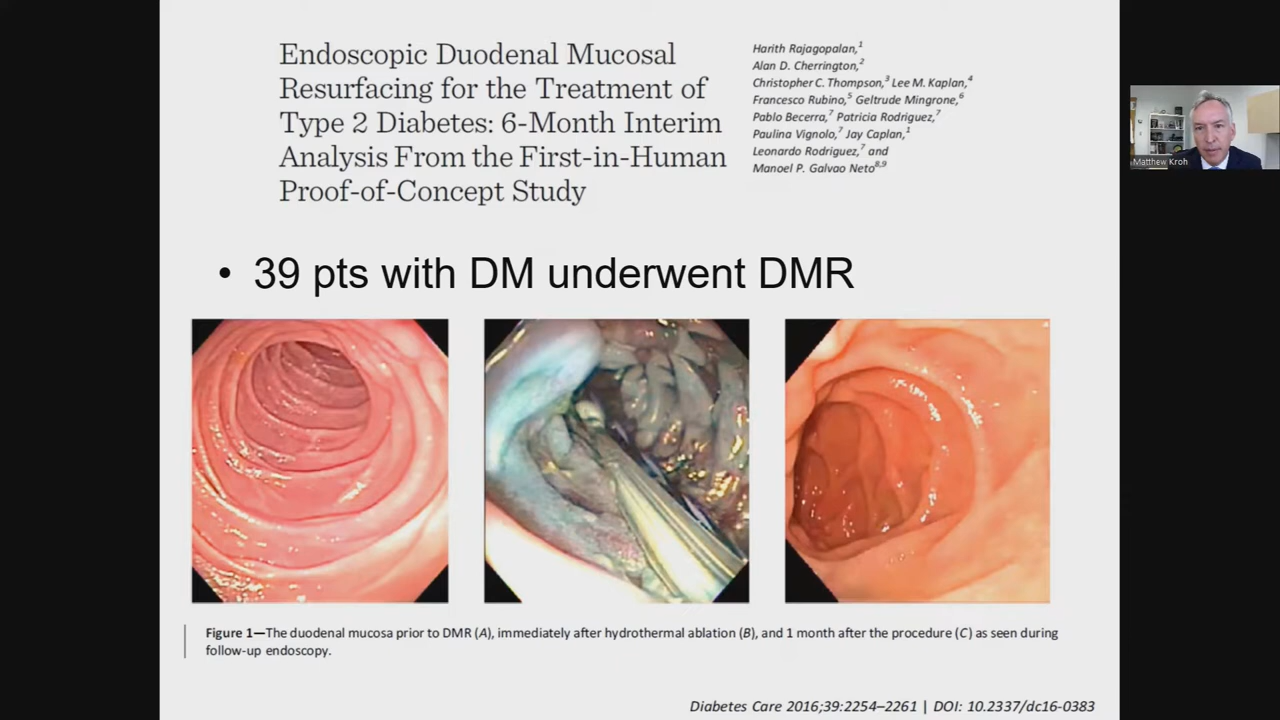 Endoscopic Duodenal Mucosal
Resurfacing for the Treatment of
Type 2 Diabetes: 6-Month Interim
Analysis From the First-in-Human
Proof-of-Concept Study
Harith Rajagopalan,1
Alan D. Cherrington,2
Christopher C. Thompson,3 Lee M. Kaplan,4
Francesco Rubino,5 Geltrude Mingrone,6
Pablo Becerra,7 Patricia Rodriguez,7
Paulina Vignolo,7 Jay Caplan,1
Leonardo Rodriguez,7 and
Manoel P. Galvao Neto8,9
Matthew Kroh
• 39 pts with DM underwent DMR
Figure 1—The duodenal mucosa prior to DMR (A), immediately after hydrothermal ablation (B), and 1 month after the procedure (C) as seen during
follow-up endoscopy.
Diabetes Care 2016;39:2254–2261 | DOI: 10.2337/dc16-0383